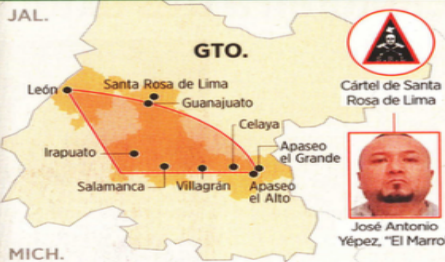 JAL.
GTO.
León
Santa Rosa de Lima
Guanajuato
Celaya
Irapuato
Apaseo
el Grande
Salamanca
Villagrán
Apaseo
el Alto
MICH.
Cártel de Santa
Rosa de Lima
José Antonio
Yépez, "El Marro